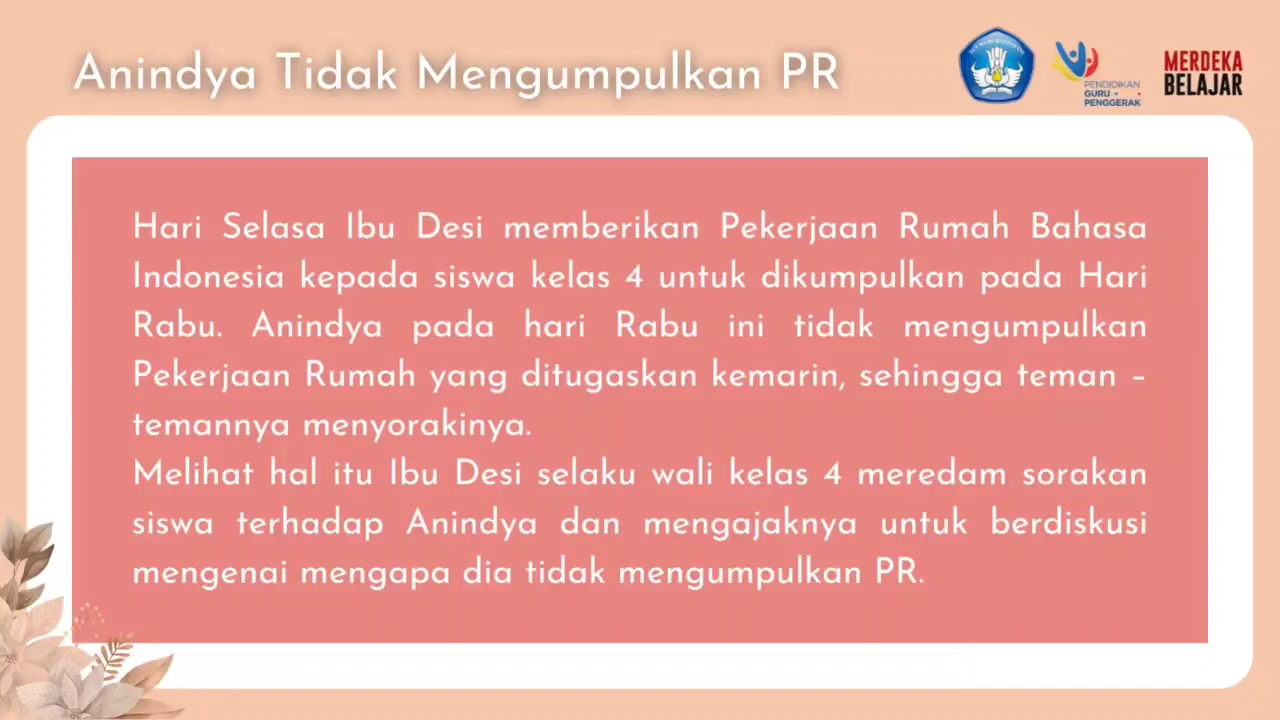 Anindya Tidak Mengumpulkan PR
PENDIDIKAN
GURU
PENGGERAK
MERDEKA
BELAJAR
Hari Selasa Ibu Desi memberikan Pekerjaan Rumah Bahasa
Indonesia kepada siswa kelas 4 untuk dikumpulkan pada Hari
Rabu. Anindya pada hari Rabu ini tidak mengumpulkan
Pekerjaan Rumah yang ditugaskan kemarin, sehingga teman –
temannya menyorakinya.
Melihat hal itu Ibu Desi selaku wali kelas 4 meredam sorakan
siswa terhadap Anindya dan mengajaknya untuk berdiskusi
mengenai mengapa dia tidak mengumpulkan PR.